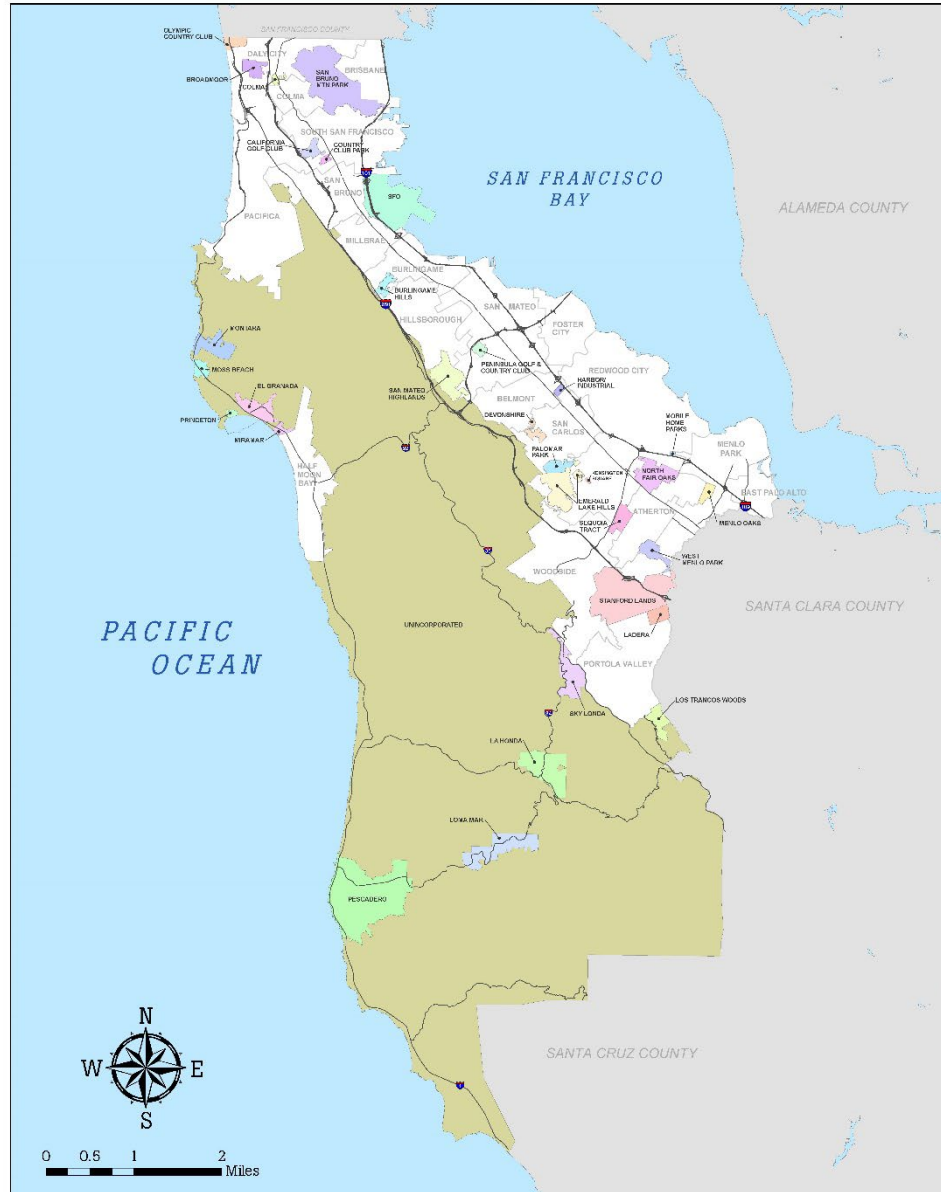 OLYMPIC
COUNTRY CLUB
SAN FRANCISCO COUNTY
DALY CITY
BROADMOOR
COLMA
COLMA
SAN
BRUNO
MTN PARK
BRISBANE
SOUTH SAN FRANCISCO
CALIFORNIA
GOLF CLUB
COUNTRY
CLUB PARK
SAN
BRUNO
SFO
SAN FRANCISCO
BAY
ALAMEDA COUNTY
PACIFICA
MILLBRAE
BURLINGAME
BURLINGAME
HILLS
HILLSBOROUGH
SAN MATEO
FOSTER
CITY
MONTARA
MOSS BEACH
EL GRANADA
PRINCETON
MIRAMAR
SAN MATEO
HIGHLANDS
PENINSULA GOLF &
COUNTRY CLUB
REDWOOD CITY
HARBOR/
INDUSTRIAL
BELMONT
DEVONSHIRE
SAN
CARLOS
MOBILE
HOME
PARKS
MENLO
PARK
HALF
MOON
BAY
PALOMAR
PARK
KENSINGTON
SQUARE
NORTH
FAIR OAKS
EAST PALO ALTO
EMERALD
LAKE HILLS
SEQUOIA
TRACT
ATHERTON
MENLO OAKS
WEST
MENLO PARK
WOODSIDE
STANFORD LANDS
LADERA
SANTA CLARA COUNTY
UNINCORPORATED
PACIFIC
OCEAN
PORTOLA VALLEY
SKY LONDA
LOS TRANCOS WOODS
LA HONDA
LOMA MAR
PESCADERO
SANTA CRUZ COUNTY
N
W E
S
0 0.5 1 2
Miles